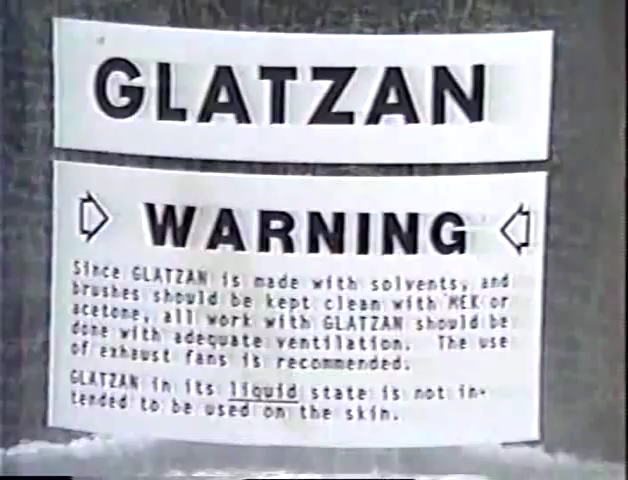 GLATZAN
WARNING
Since GLATZAN is made with solvents, and
brushes should be kept clean with MEK or
acetone, all work with GLATZAN should be
done with adequate ventilation. The use
of exhaust fans is recommended.
GLATZAN in its liquid state is not in-
tended to be used on the skin.